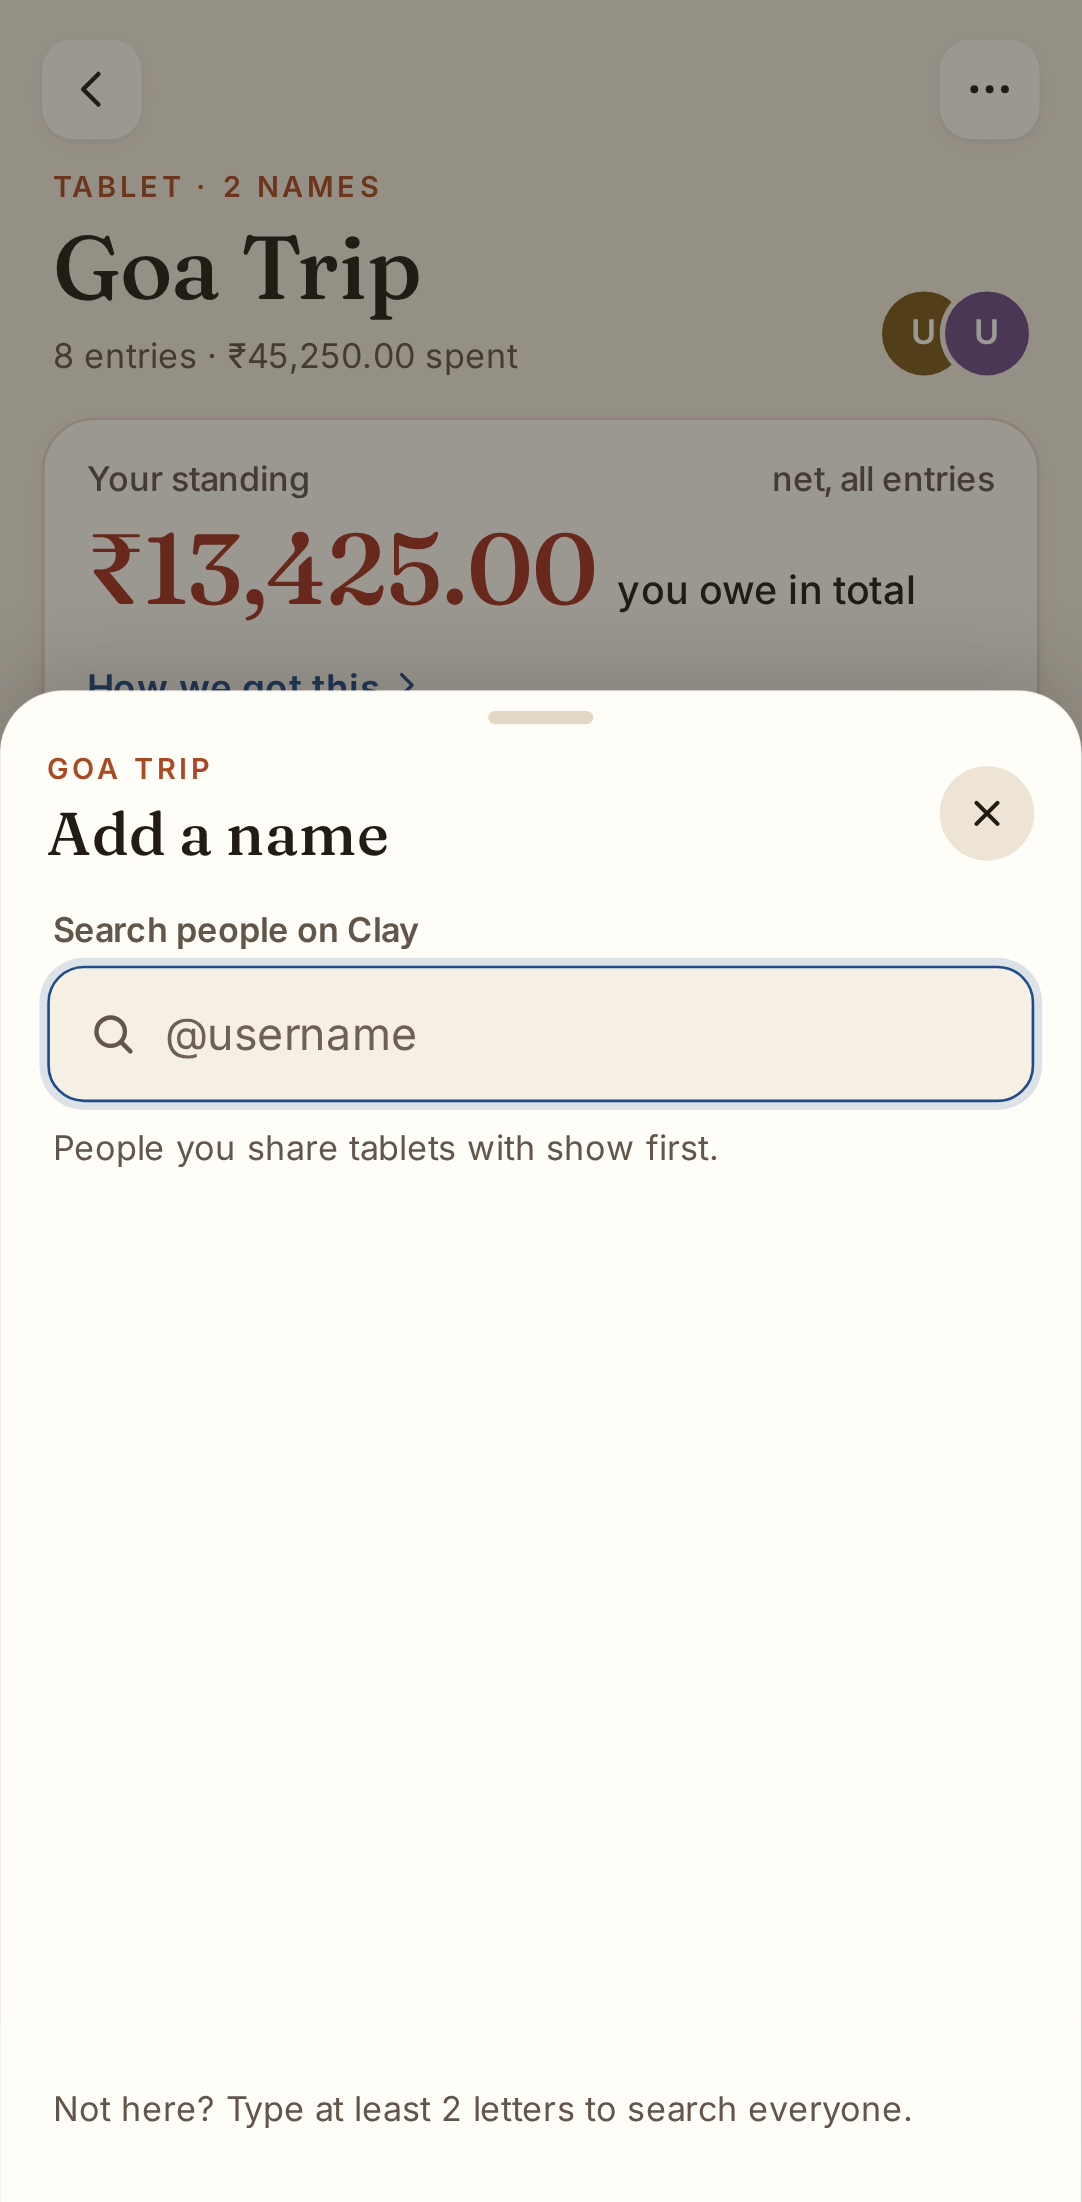 TABLET · 2 NAMES
Goa Trip
8 entries · ₹45,250.00 spent
U U
Your standing net, all entries
₹13,425.00 you owe in total
How we got this
GOA TRIP
Add a name
Search people on Clay
@username
People you share tablets with show first.
Not here? Type at least 2 letters to search everyone.